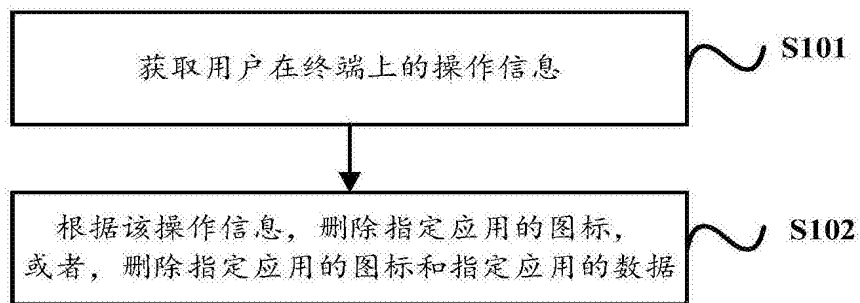 获取用户在终端上的操作信息
S101
根据该操作信息，删除指定应用的图标，
或者，删除指定应用的图标和指定应用的数据
S102